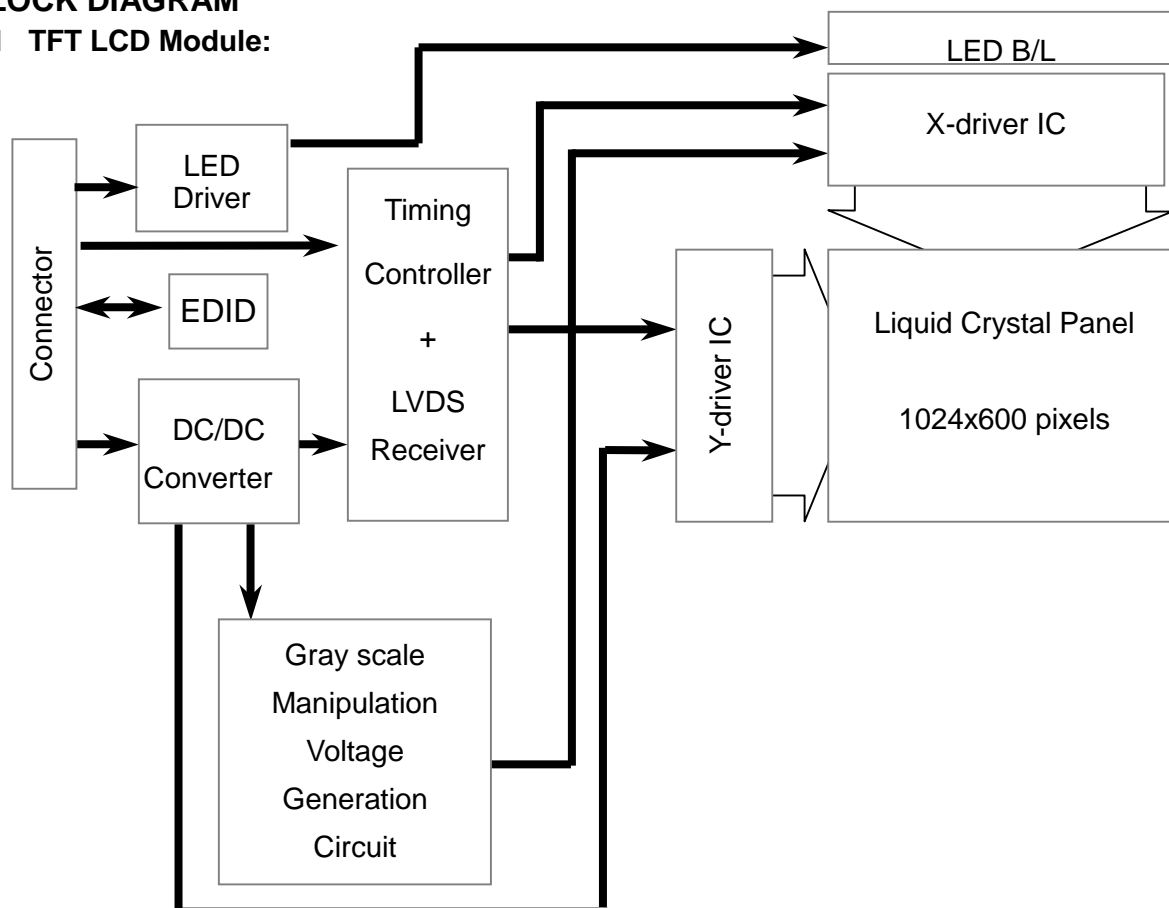 LOCK DIAGRAM
TFT LCD Module:
LED B/L
X-driver IC
LED
Driver
Timing
Controller
+
LVDS
Receiver
Connector
EDID
DC/DC
Converter
Y-driver IC
Liquid Crystal Panel
1024x600 pixels
Gray scale
Manipulation
Voltage
Generation
Circuit